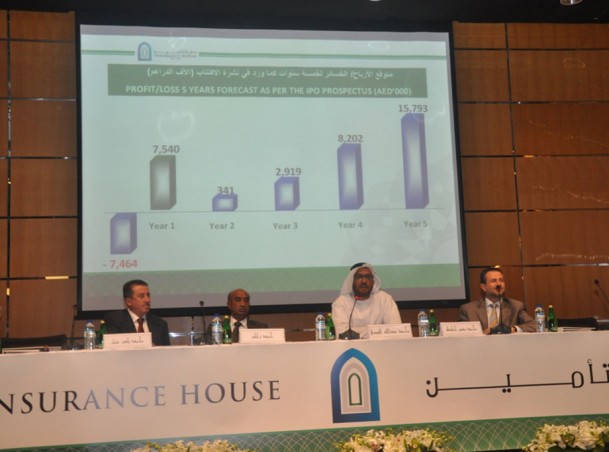 متوقع الأرباح/ الخسائر لخمسة سنوات كما ورد في نشرة الاكتتاب (الاف الدراهم)
PROFIT/LOSS 5 YEARS FORECAST AS PER THE IPO PROSPECTUS (AED'000)
15,793
8,202
7,540
2,919
341
Year 1 Year 2 Year 3 Year 4 Year 5
- 7,464
NSURANCE HOUSE
تأمين